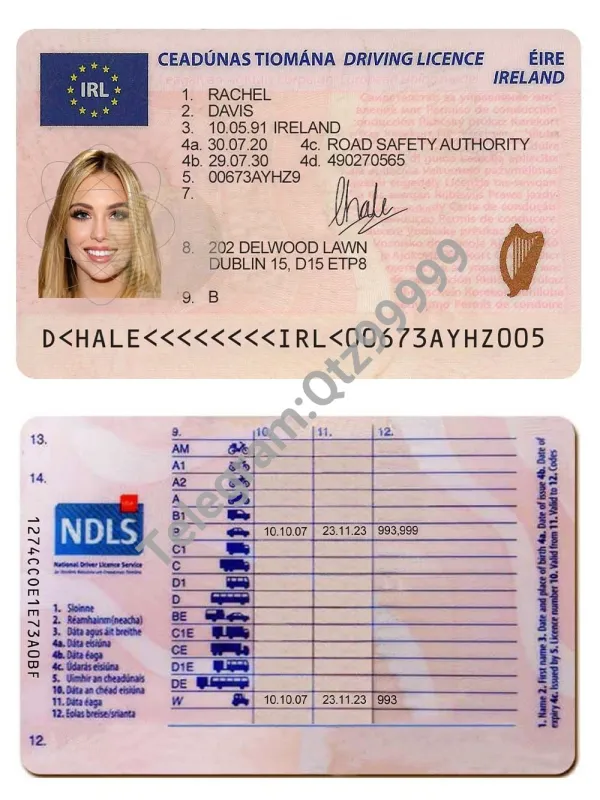 CEADÚNAS TIOMÁNA DRIVING LICENCE ÉIRE
IRELAND
IRL
1. RACHEL
2. DAVIS
3. 10.05.91 IRELAND
4a. 30.07.20 4c. ROAD SAFETY AUTHORITY
4b. 29.07.30 4d. 490270565
5. 00673AYHZ9
7.
hale
8. 202 DELWOOD LAWN
DUBLIN 15, D15 ETP8
9. B
D<HALE<<<<<<<<<IRL<00673AYHZ005
Telegram:Qtz99999
13.
14.
1274CC0E1E73A0BF
NDLS
National Driver Licence Service
1. Sloinne
2. Réamhainm(neacha)
3. Dáta agus áit breithe
4a. Dáta eisiúna
4b. Dáta éaga
4c. Údarás eisiúna
5. Uimhir an cheadúnais
10. Dáta an chéad eisiúna
11. Dáta éaga
12. Eolas breise/srianta
12.
9. 10. 11. 12.
AM
A1
A2
A
B1
10.10.07 23.11.23 993,999
C1
C
D1
D
BE
C1E
CE
D1E
DE
W 10.10.07 23.11.23 993
1. Name 2. First name 3. Date and place of birth 4a. Date of issue 4b. Date of
expiry 4c. Issued by 5. Licence number 10. Valid from 11. Valid to 12. Codes